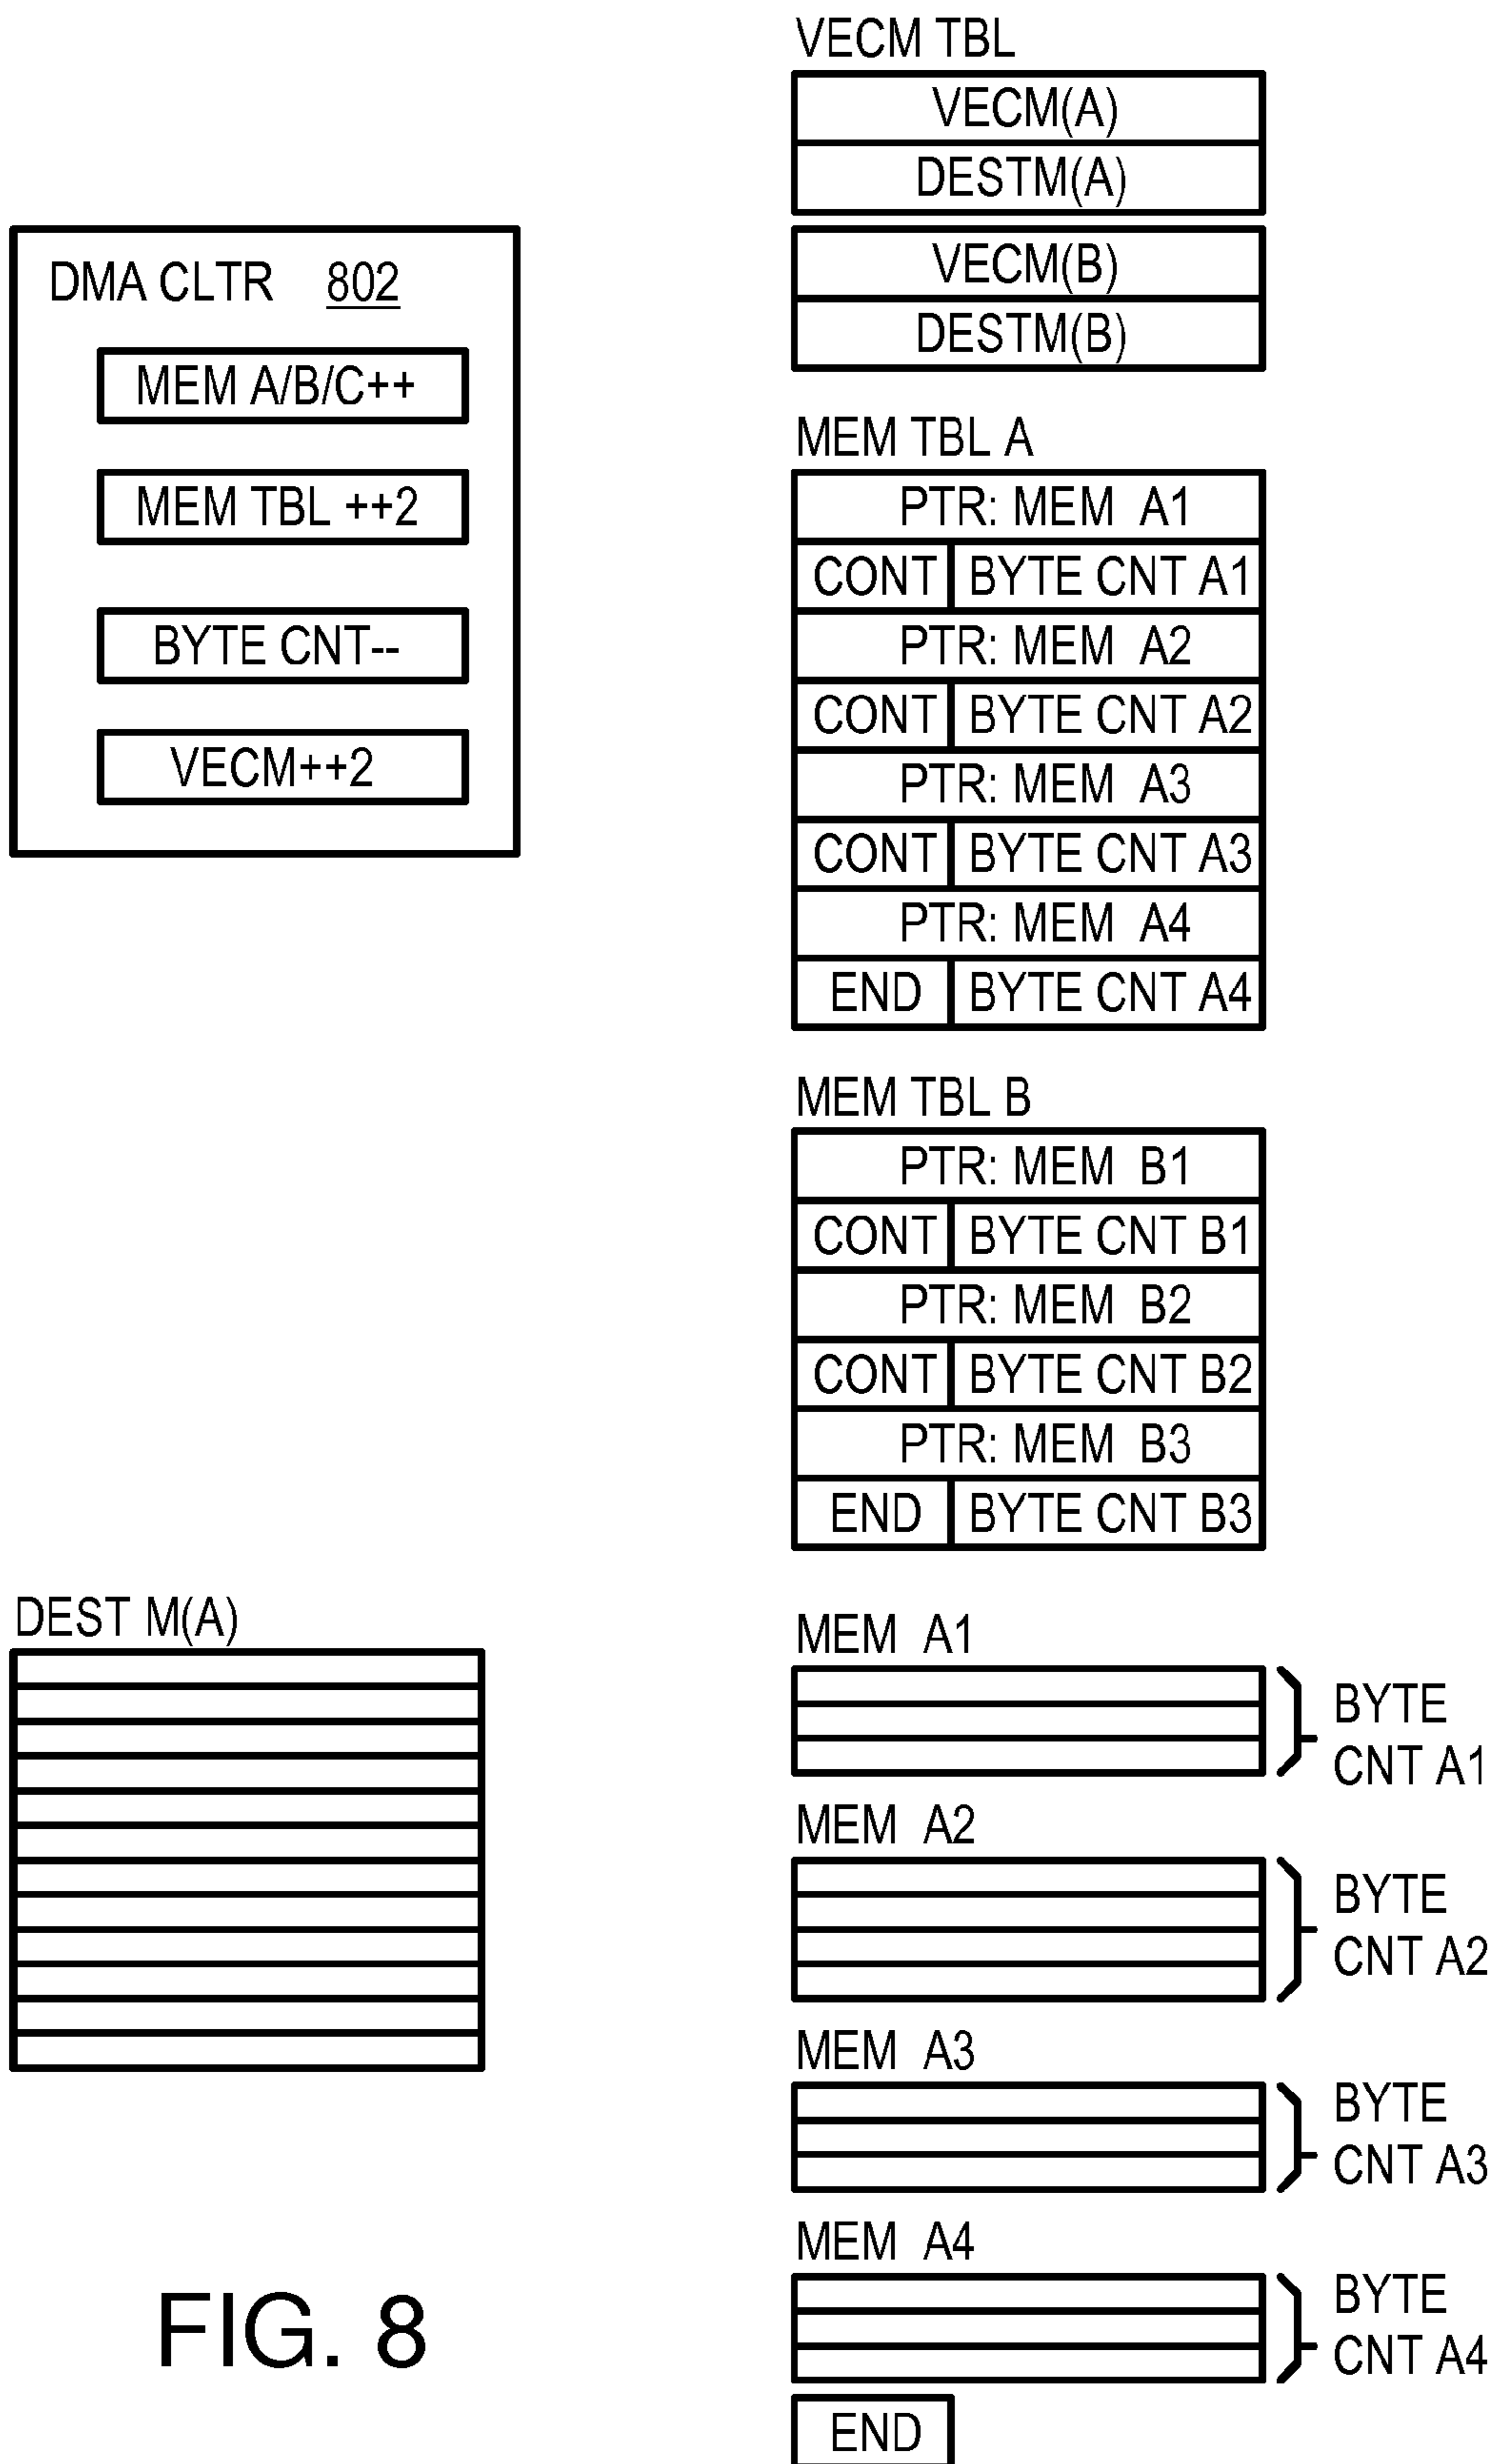 VECM TBL
VECM(A)
DESTM(A)
VECM(B)
DESTM(B)
DMA CLTR 802
MEM A/B/C++
MEM TBL ++2
BYTE CNT--
VECM++2
MEM TBL A
PTR: MEM A1
CONT BYTE CNT A1
PTR: MEM A2
CONT BYTE CNT A2
PTR: MEM A3
CONT BYTE CNT A3
PTR: MEM A4
END BYTE CNT A4
MEM TBL B
PTR: MEM B1
CONT BYTE CNT B1
PTR: MEM B2
CONT BYTE CNT B2
PTR: MEM B3
END BYTE CNT B3
DEST M(A)
MEM A1
BYTE
CNT A1
MEM A2
BYTE
CNT A2
MEM A3
BYTE
CNT A3
MEM A4
BYTE
CNT A4
END
FIG. 8